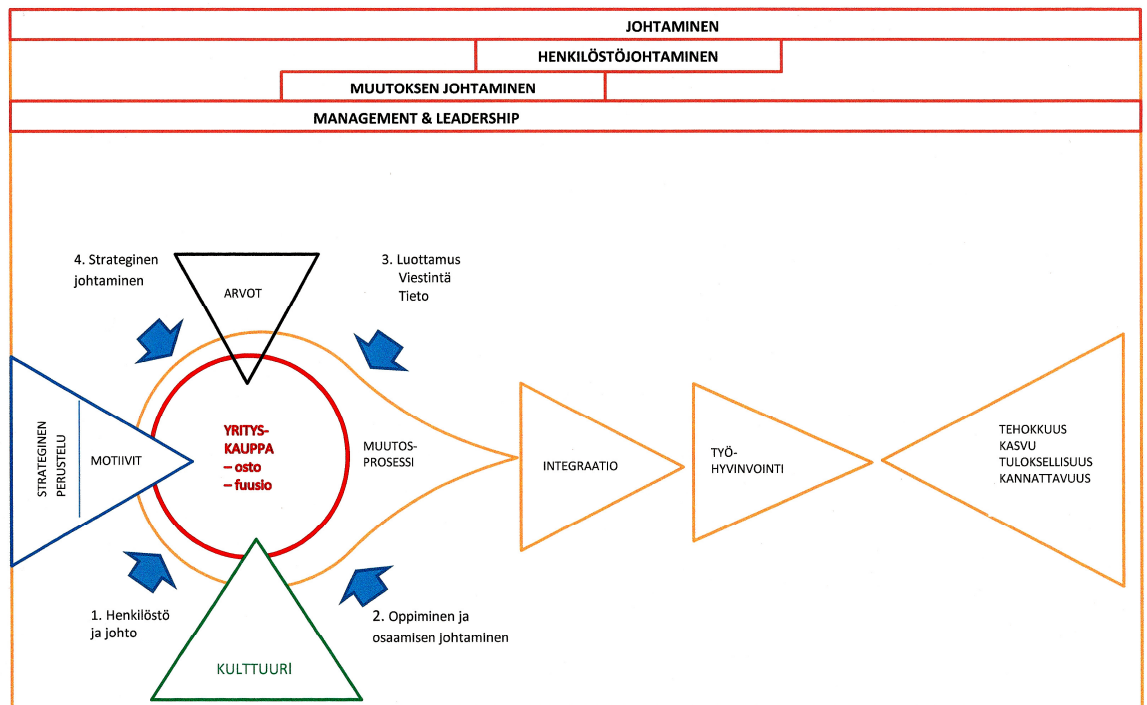 JOHTAMINEN
HENKILÖSTÖJOHTAMINEN
MUUTOKSEN JOHTAMINEN
MANAGEMENT & LEADERSHIP
4. Strateginen
johtaminen
ARVOT
3. Luottamus
Viestintä
Tieto
STRATEGINEN
PERUSTELU
MOTIIVIT
YRITYS-
KAUPPA
– osto
– fuusio
MUUTOS-
PROSESSI
INTEGRAATIO
TYÖ-
HYVINVOINTI
TEHOKKUUS
KASVU
TULOKSELLISUUS
KANNATTAVUUS
1. Henkilöstö
ja johto
2. Oppiminen ja
osaamisen johtaminen
KULTTUURI